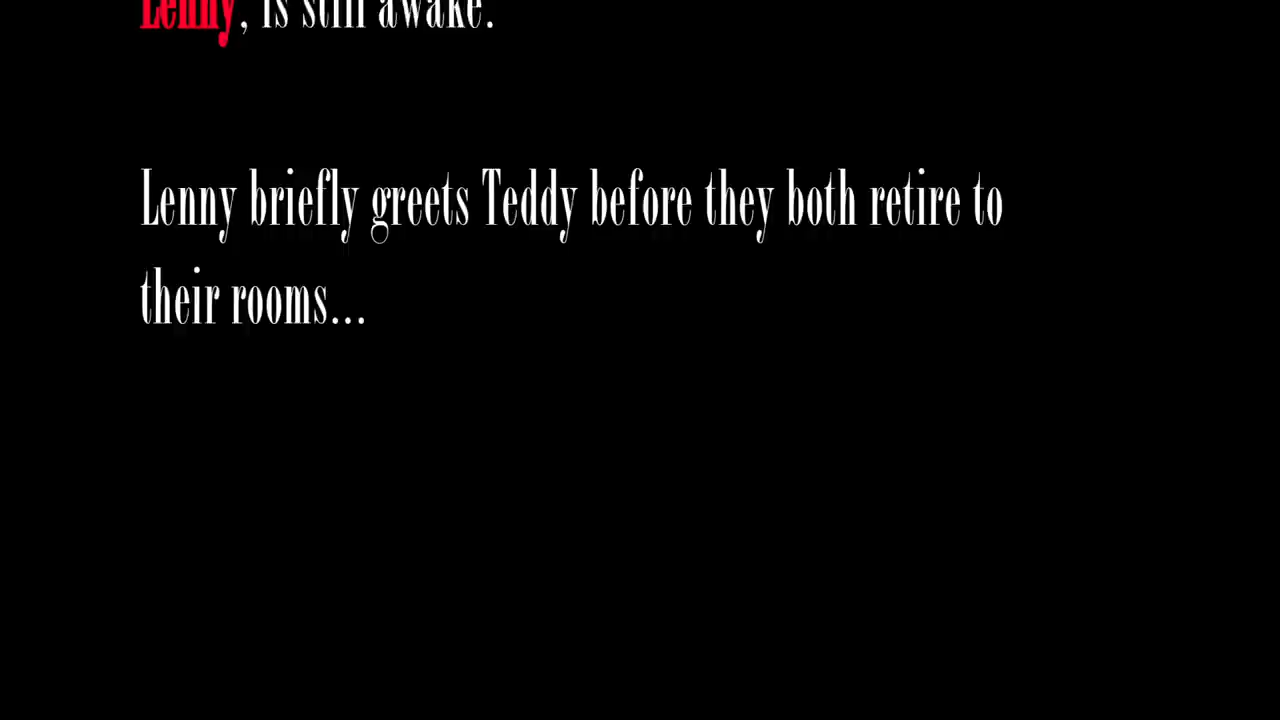 Lenny, is still awake.
Lenny briefly greets Teddy before they both retire to
their rooms...